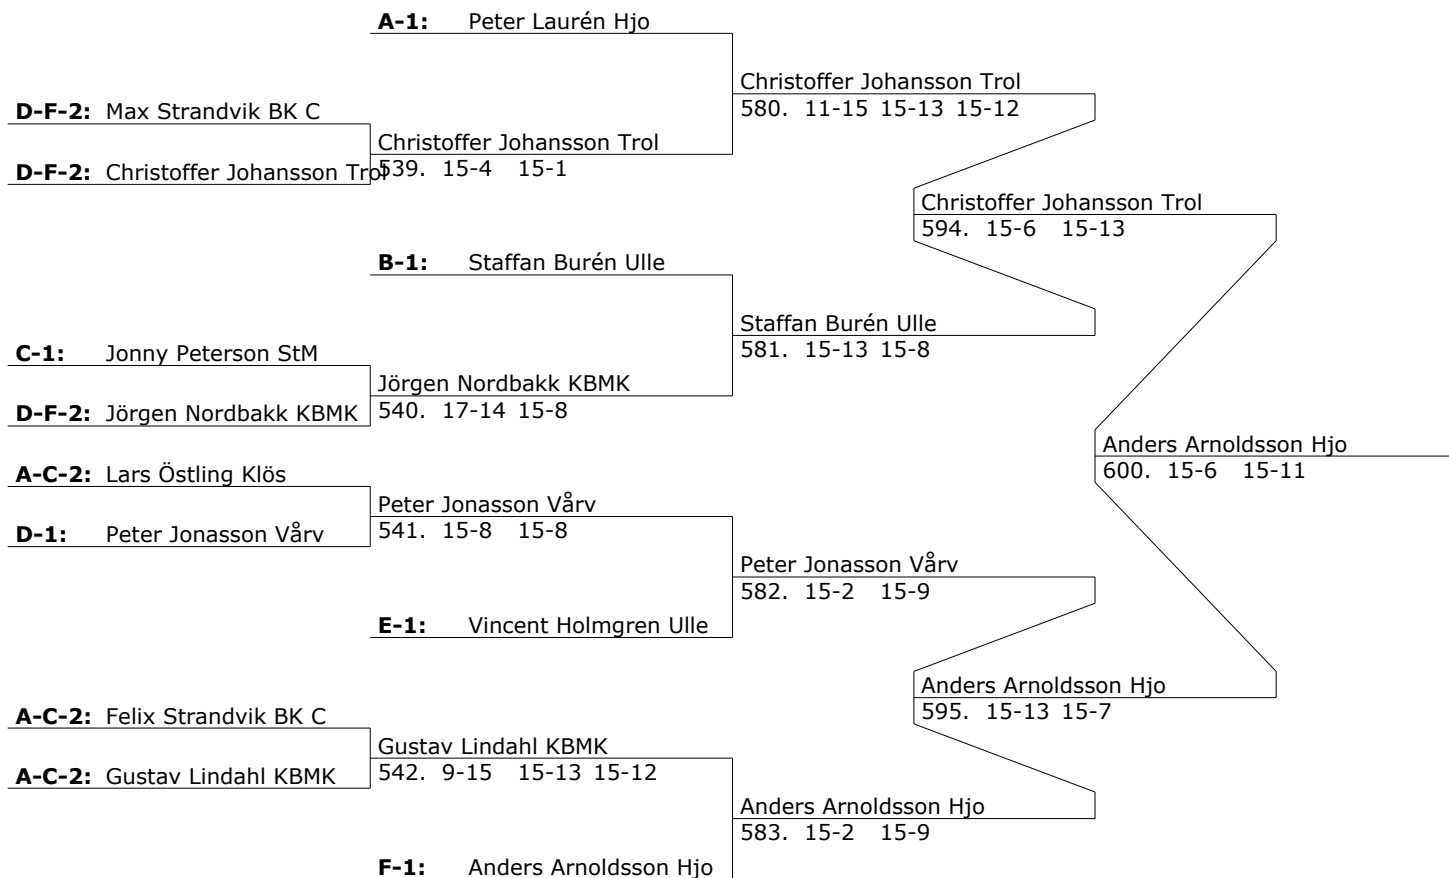 A-1: Peter Laurén Hjo
Christoffer Johansson Trol
580. 11-15 15-13 15-12
D-F-2: Max Strandvik BK C
Christoffer Johansson Trol
539. 15-4 15-1
D-F-2: Christoffer Johansson Trol
Christoffer Johansson Trol
594. 15-6 15-13
B-1: Staffan Burén Ulle
Staffan Burén Ulle
581. 15-13 15-8
C-1: Jonny Peterson StM
Jörgen Nordbakk KBMK
540. 17-14 15-8
D-F-2: Jörgen Nordbakk KBMK
Anders Arnoldsson Hjo
600. 15-6 15-11
A-C-2: Lars Östling Klös
Peter Jonasson Vårv
541. 15-8 15-8
D-1: Peter Jonasson Vårv
Peter Jonasson Vårv
582. 15-2 15-9
E-1: Vincent Holmgren Ulle
Anders Arnoldsson Hjo
595. 15-13 15-7
A-C-2: Felix Strandvik BK C
Gustav Lindahl KBMK
542. 9-15 15-13 15-12
A-C-2: Gustav Lindahl KBMK
Anders Arnoldsson Hjo
583. 15-2 15-9
F-1: Anders Arnoldsson Hjo